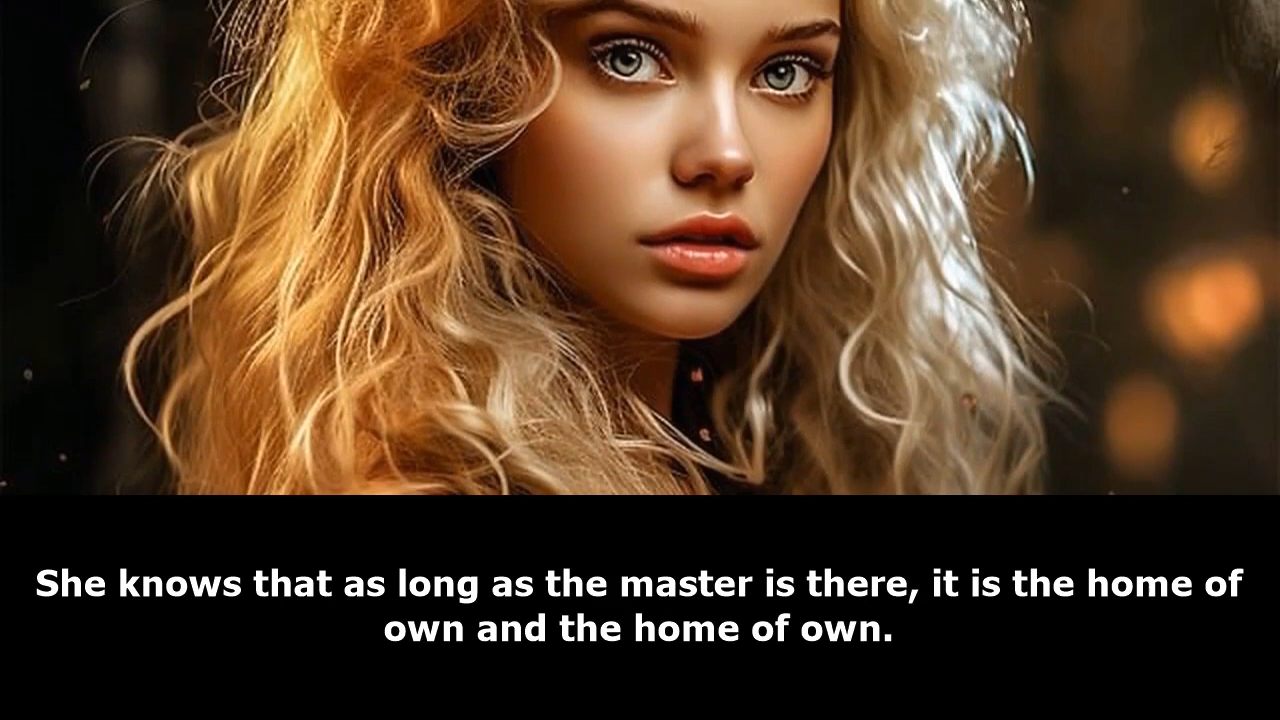 She knows that as long as the master is there, it is the home of
own and the home of own.